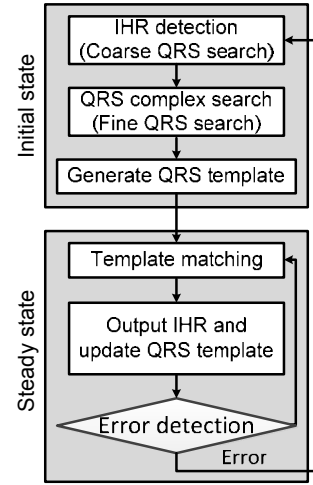 Initial state
IHR detection
(Coarse QRS search)
QRS complex search
(Fine QRS search)
Generate QRS template
Steady state
Template matching
Output IHR and
update QRS template
Error detection
Error